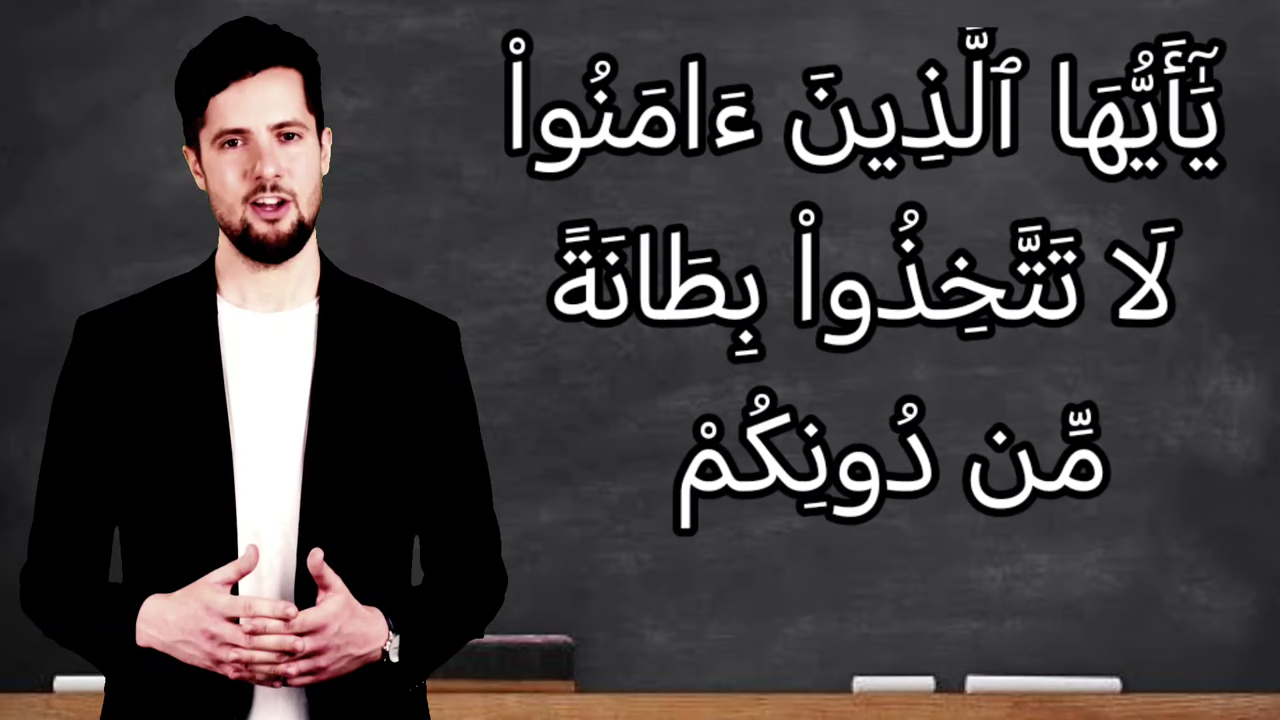 يَٰٓأَيُّهَا ٱلَّذِينَ ءَامَنُوا۟
لَا تَتَّخِذُوا۟ بِطَانَةً
مِّن دُونِكُمْ